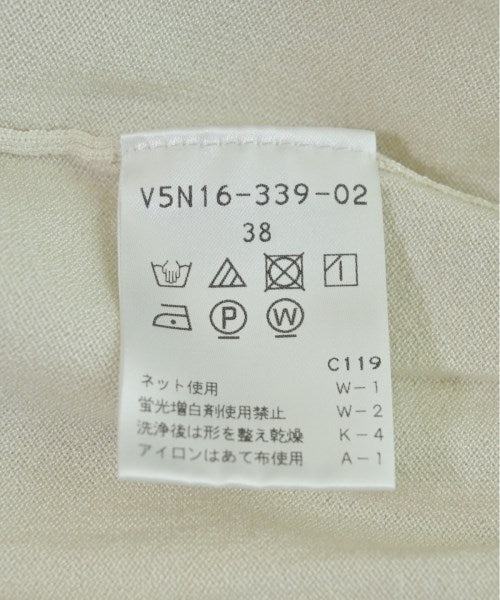 V5N16-339-02
38
P W
C119
ネット使用 W-1
蛍光増白剤使用禁止 W-2
洗浄後は形を整え乾燥 K-4
アイロンはあて布使用 A-1